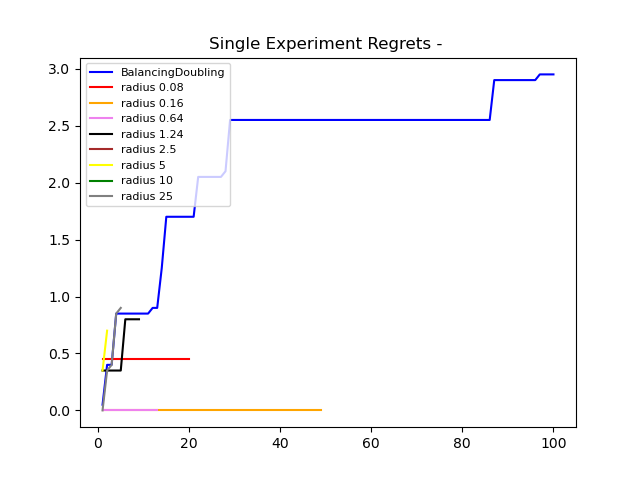 Single Experiment Regrets -
3.0
2.5
2.0
1.5
1.0
0.5
0.0
BalancingDoubling
radius 0.08
radius 0.16
radius 0.64
radius 1.24
radius 2.5
radius 5
radius 10
radius 25
0 20 40 60 80 100